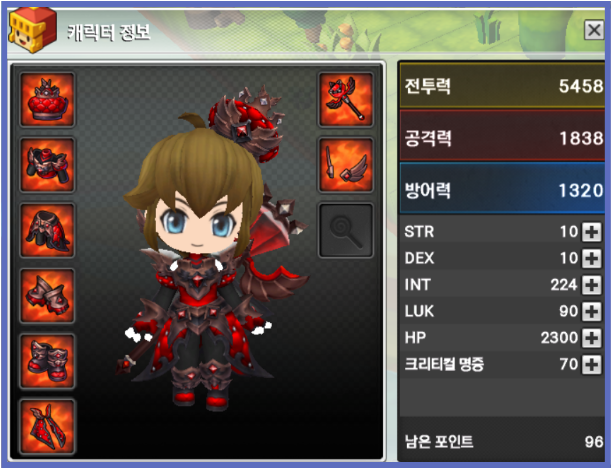 캐릭터 정보
전투력 5458
공격력 1838
방어력 1320
STR 10
DEX 10
INT 224
LUK 90
HP 2300
크리티컬 명중 70
남은 포인트 96